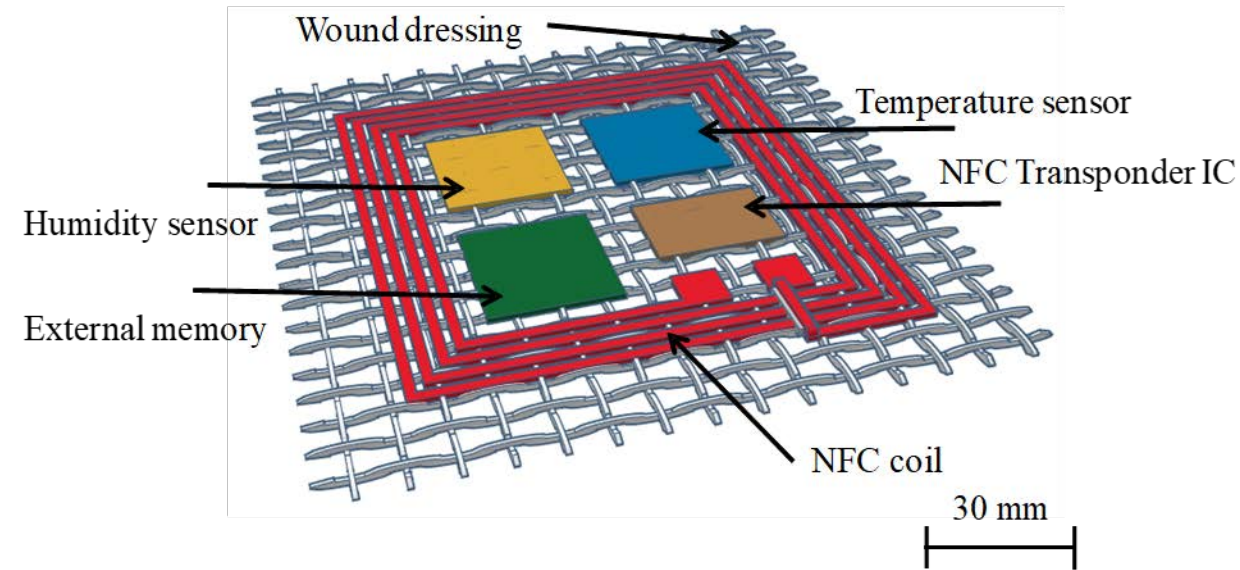 Wound dressing
Temperature sensor
NFC Transponder IC
Humidity sensor
External memory
NFC coil
30 mm